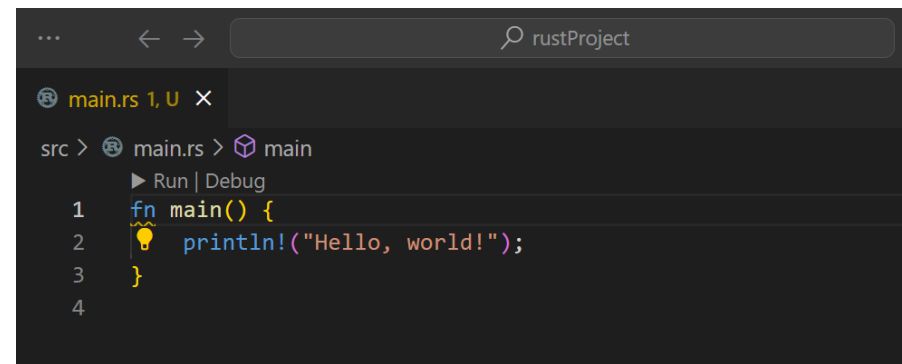 rustProject
main.rs 1, U
src > main.rs > main
Run | Debug
1 fn main() {
2 println!("Hello, world!");
3 }
4